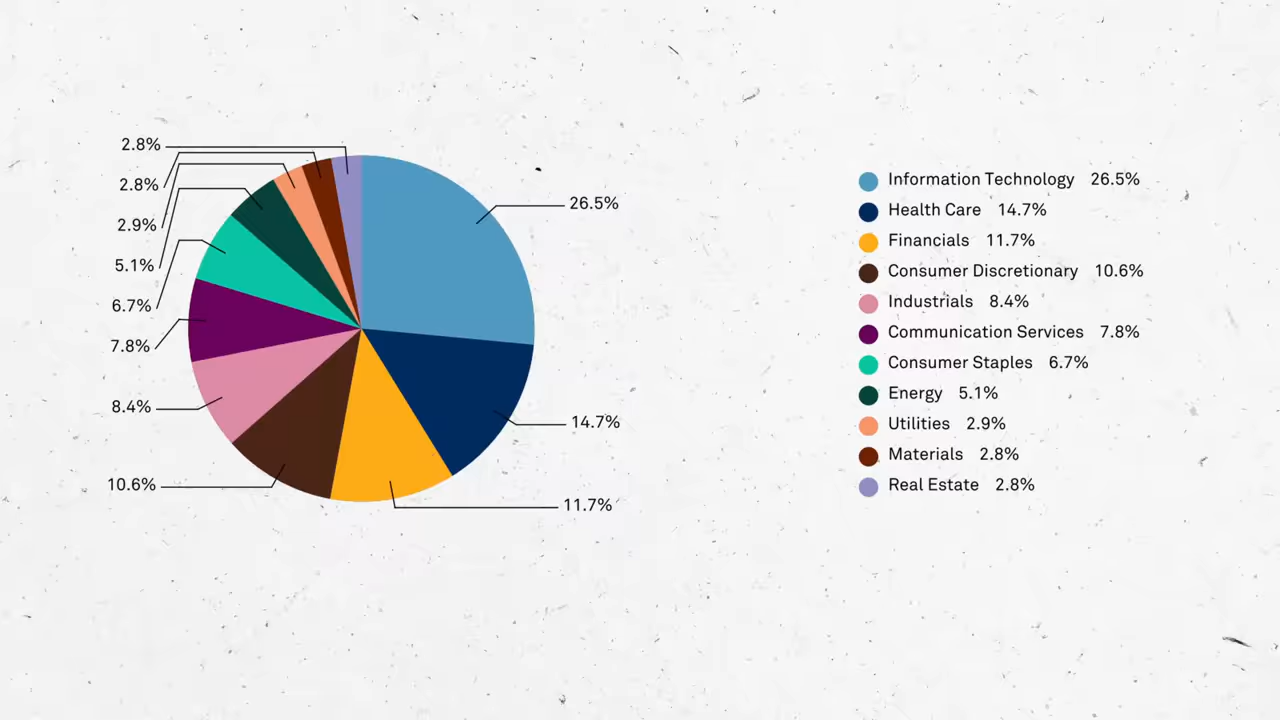 2.8%
2.8%
2.9%
5.1%
6.7%
7.8%
8.4%
10.6%
26.5%
14.7%
11.7%
Information Technology 26.5%
Health Care 14.7%
Financials 11.7%
Consumer Discretionary 10.6%
Industrials 8.4%
Communication Services 7.8%
Consumer Staples 6.7%
Energy 5.1%
Utilities 2.9%
Materials 2.8%
Real Estate 2.8%